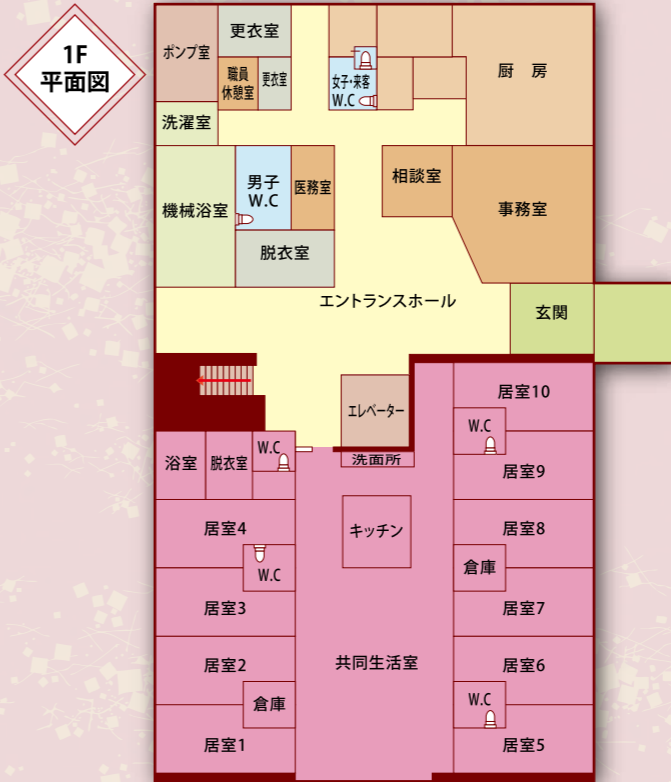 1F
平面図
ポンプ室
更衣室
職員
休憩室
更衣室
女子・来客
W.C
厨 房
洗濯室
機械浴室
男子
W.C
医務室
脱衣室
相談室
事務室
エントランスホール
玄関
エレベーター
洗面所
浴室
脱衣室
W.C
居室10
W.C
居室9
居室4
キッチン
居室8
W.C
倉庫
居室3
居室7
居室2
共同生活室
居室6
倉庫
W.C
居室1
居室5